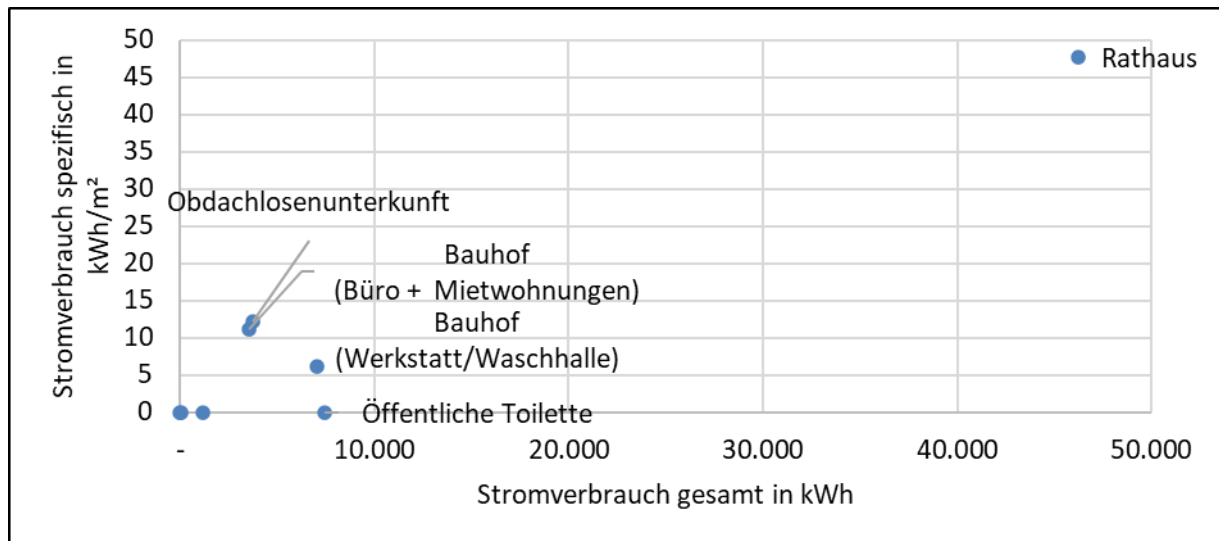 Stromverbrauch spezifisch in
kWh/m²
50
45
40
35
30
25
20
15
10
5
0
Rathaus
Obdachlosenunterkunft
Bauhof
(Büro + Mietwohnungen)
Bauhof
(Werkstatt/Waschhalle)
Öffentliche Toilette
-
10.000
20.000
30.000
40.000
50.000
Stromverbrauch gesamt in kWh